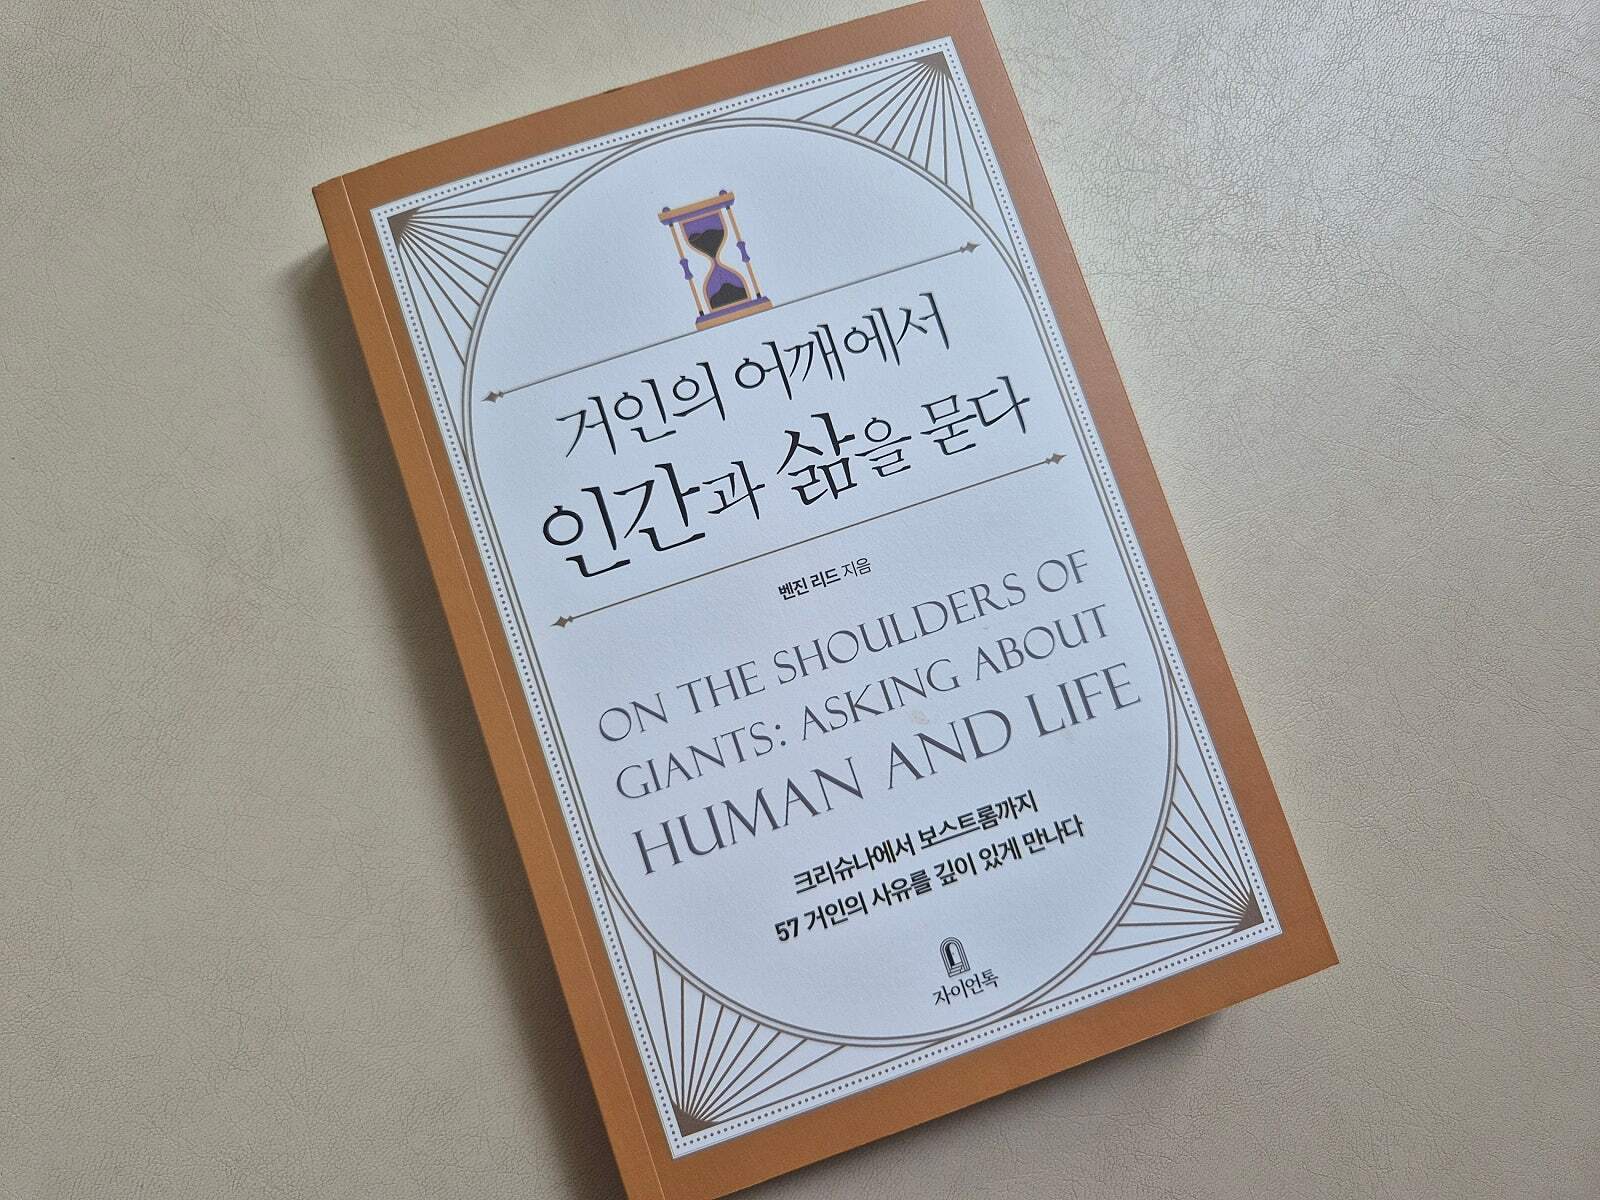 거인의 어깨에서
인간과 삶을 묻다
벤진 리드 지음
ON THE SHOULDERS OF
GIANTS: ASKING ABOUT
HUMAN AND LIFE
크리슈나에서 보스트롬까지
57 거인의 사유를 깊이 있게 만나다
자이언톡